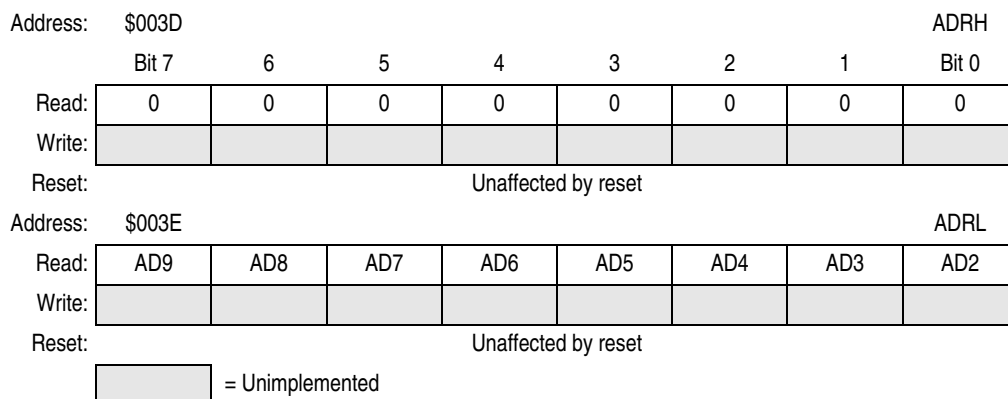 Address: $003D ADRH
Bit 7 6 5 4 3 2 1 Bit 0
Read: 0 0 0 0 0 0 0 0
Write:
Reset: Unaffected by reset
Address: $003E ADRL
Read: AD9 AD8 AD7 AD6 AD5 AD4 AD3 AD2
Write:
Reset: Unaffected by reset
= Unimplemented